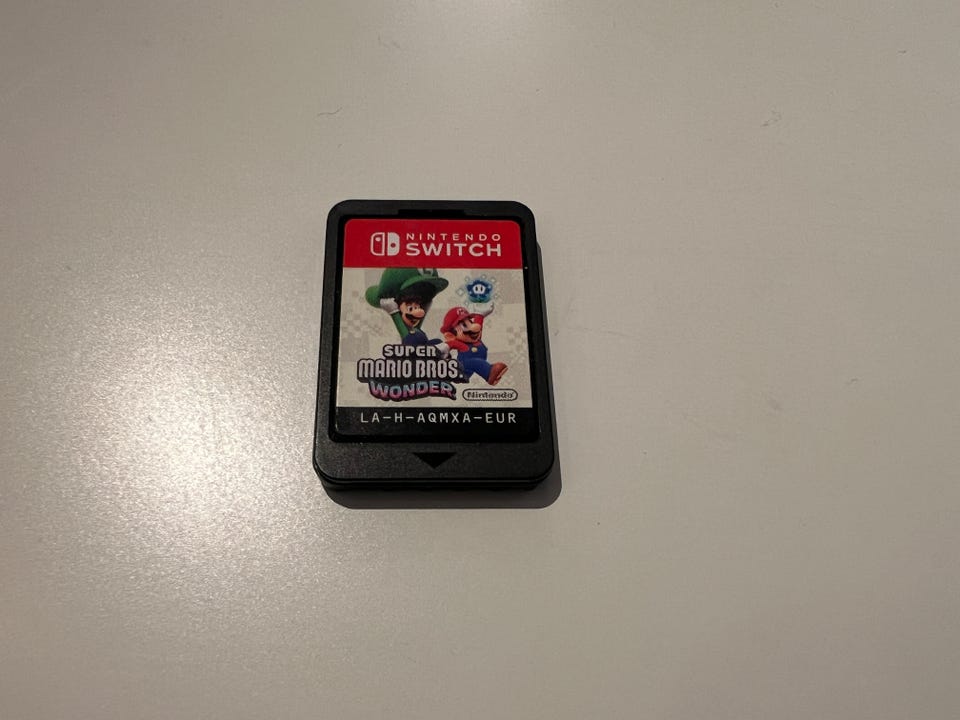 NINTENDO
SWITCH
SUPER
MARIO BROS.
WONDER
Nintendo
LA-H-AQMXA-EUR